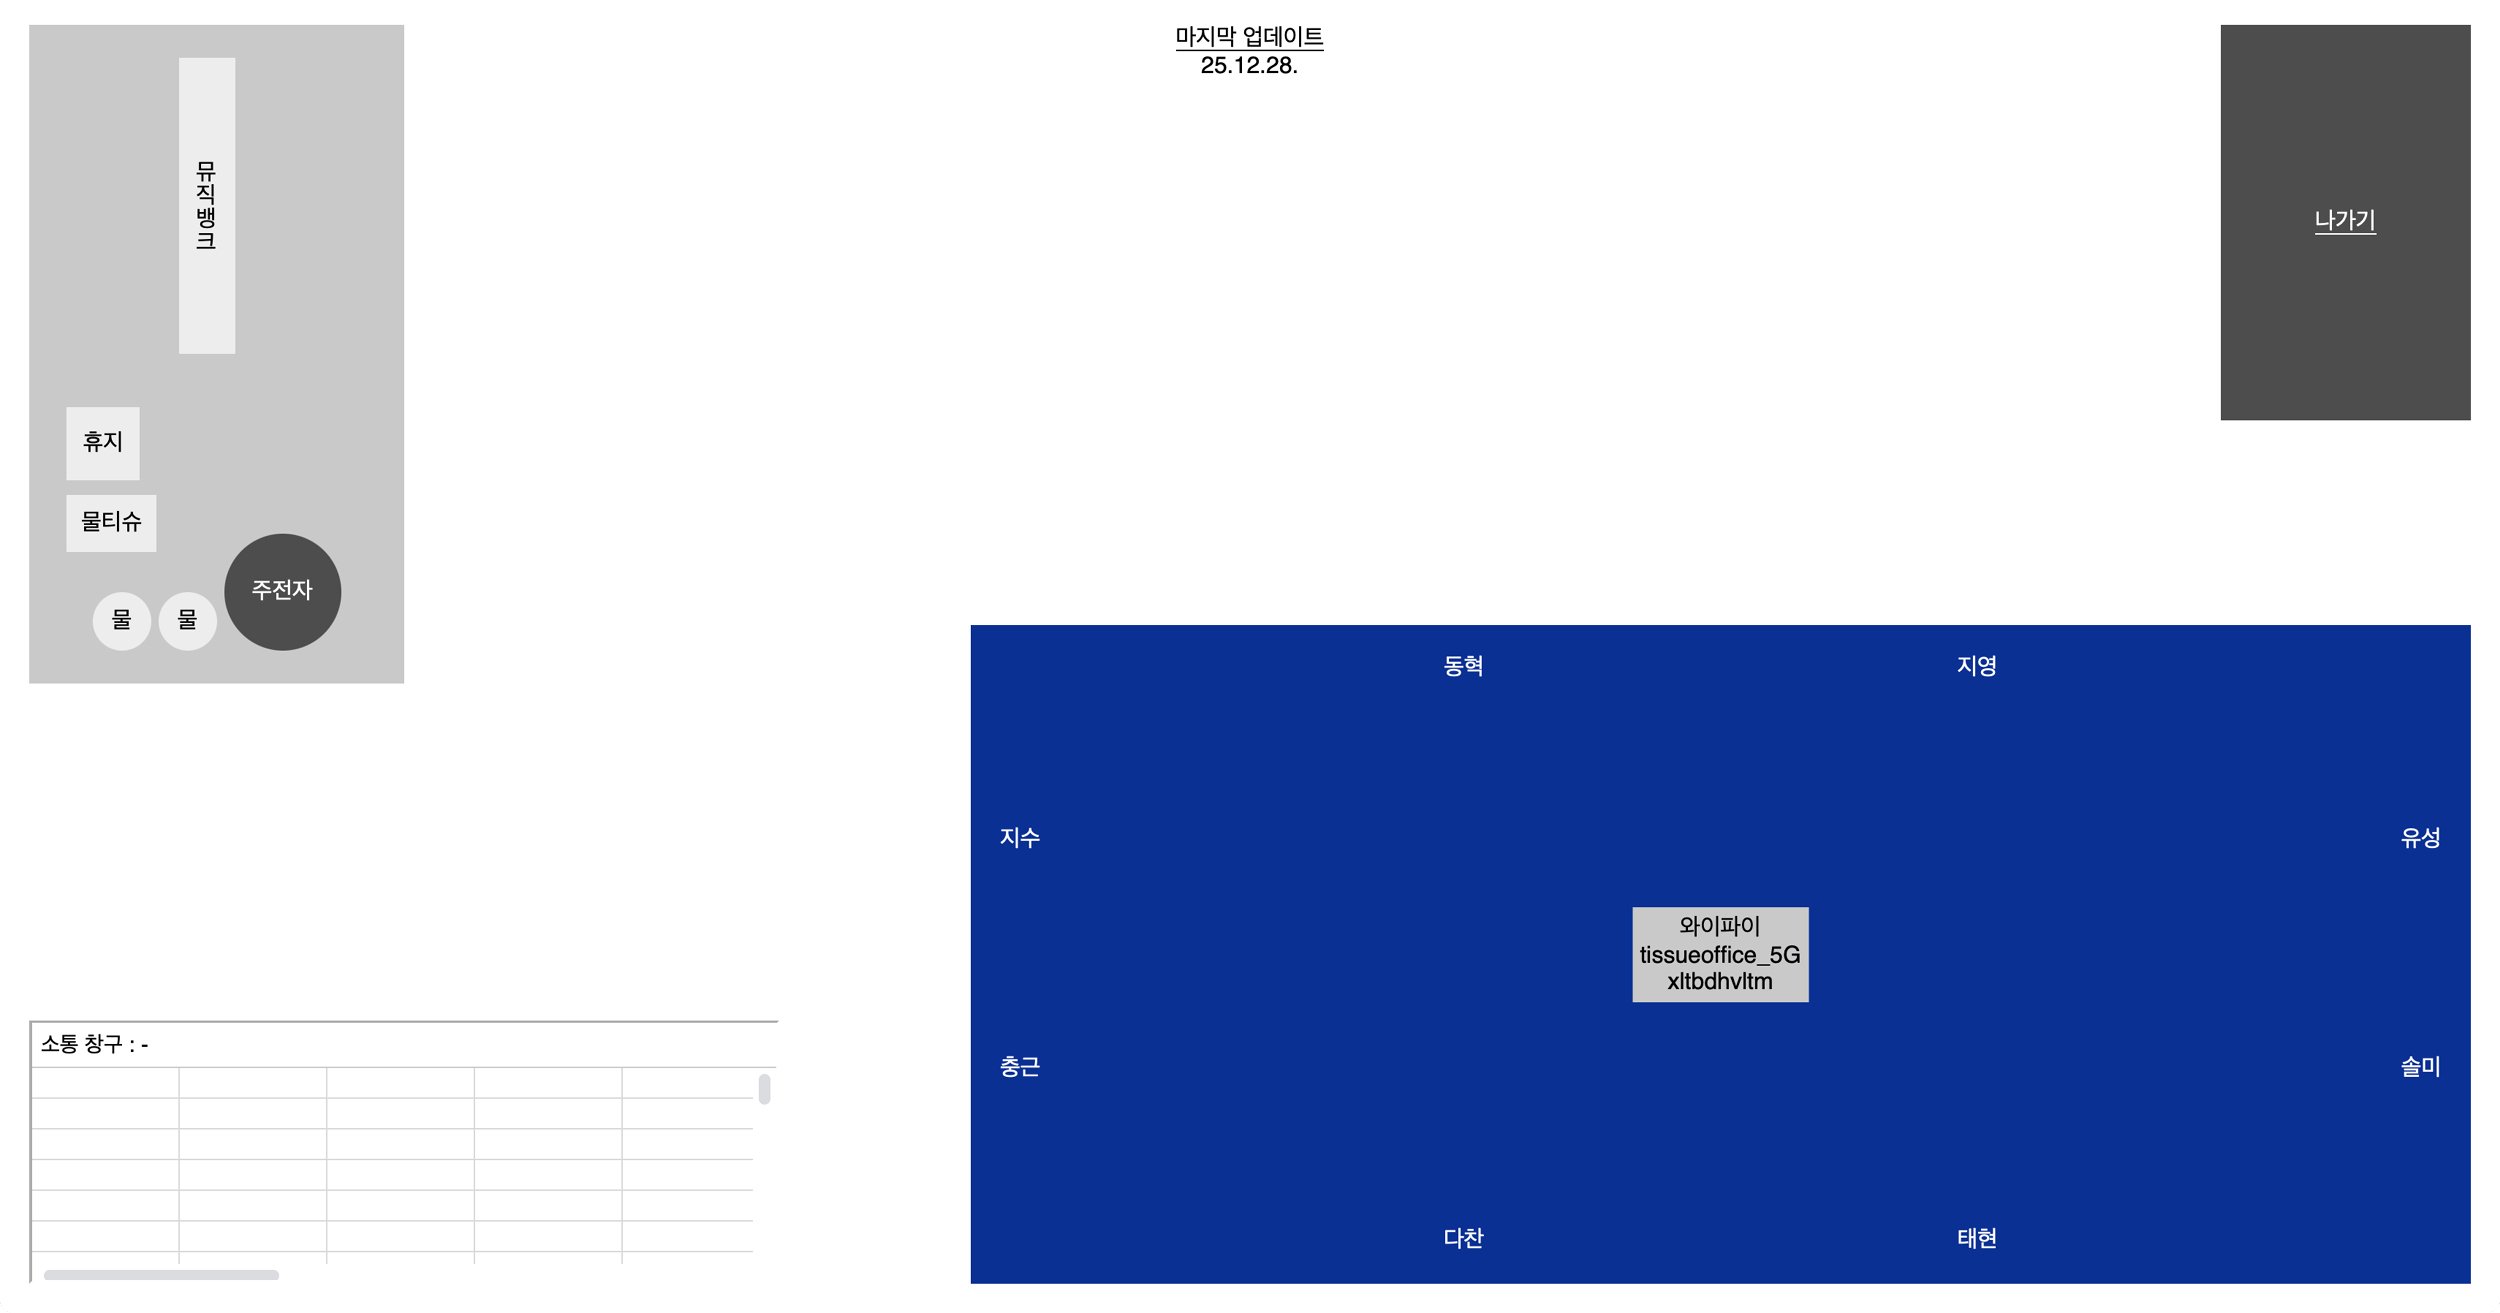 마지막 업데이트
25.12.28.
뮤직뱅크
나가기
휴지
물티슈
주전자
물
물
동혁
지영
지수
유성
와이파이
tissueoffice_5G
xltbdhvltm
소통 창구 : -
충근
솔미
다찬
태현